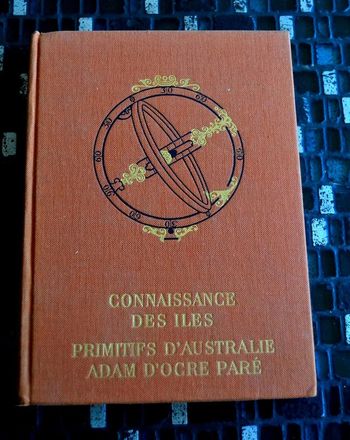 CONNAISSANCE
DES ILES
PRIMITIFS D'AUSTRALIE
ADAM D'OCRE PARÉ